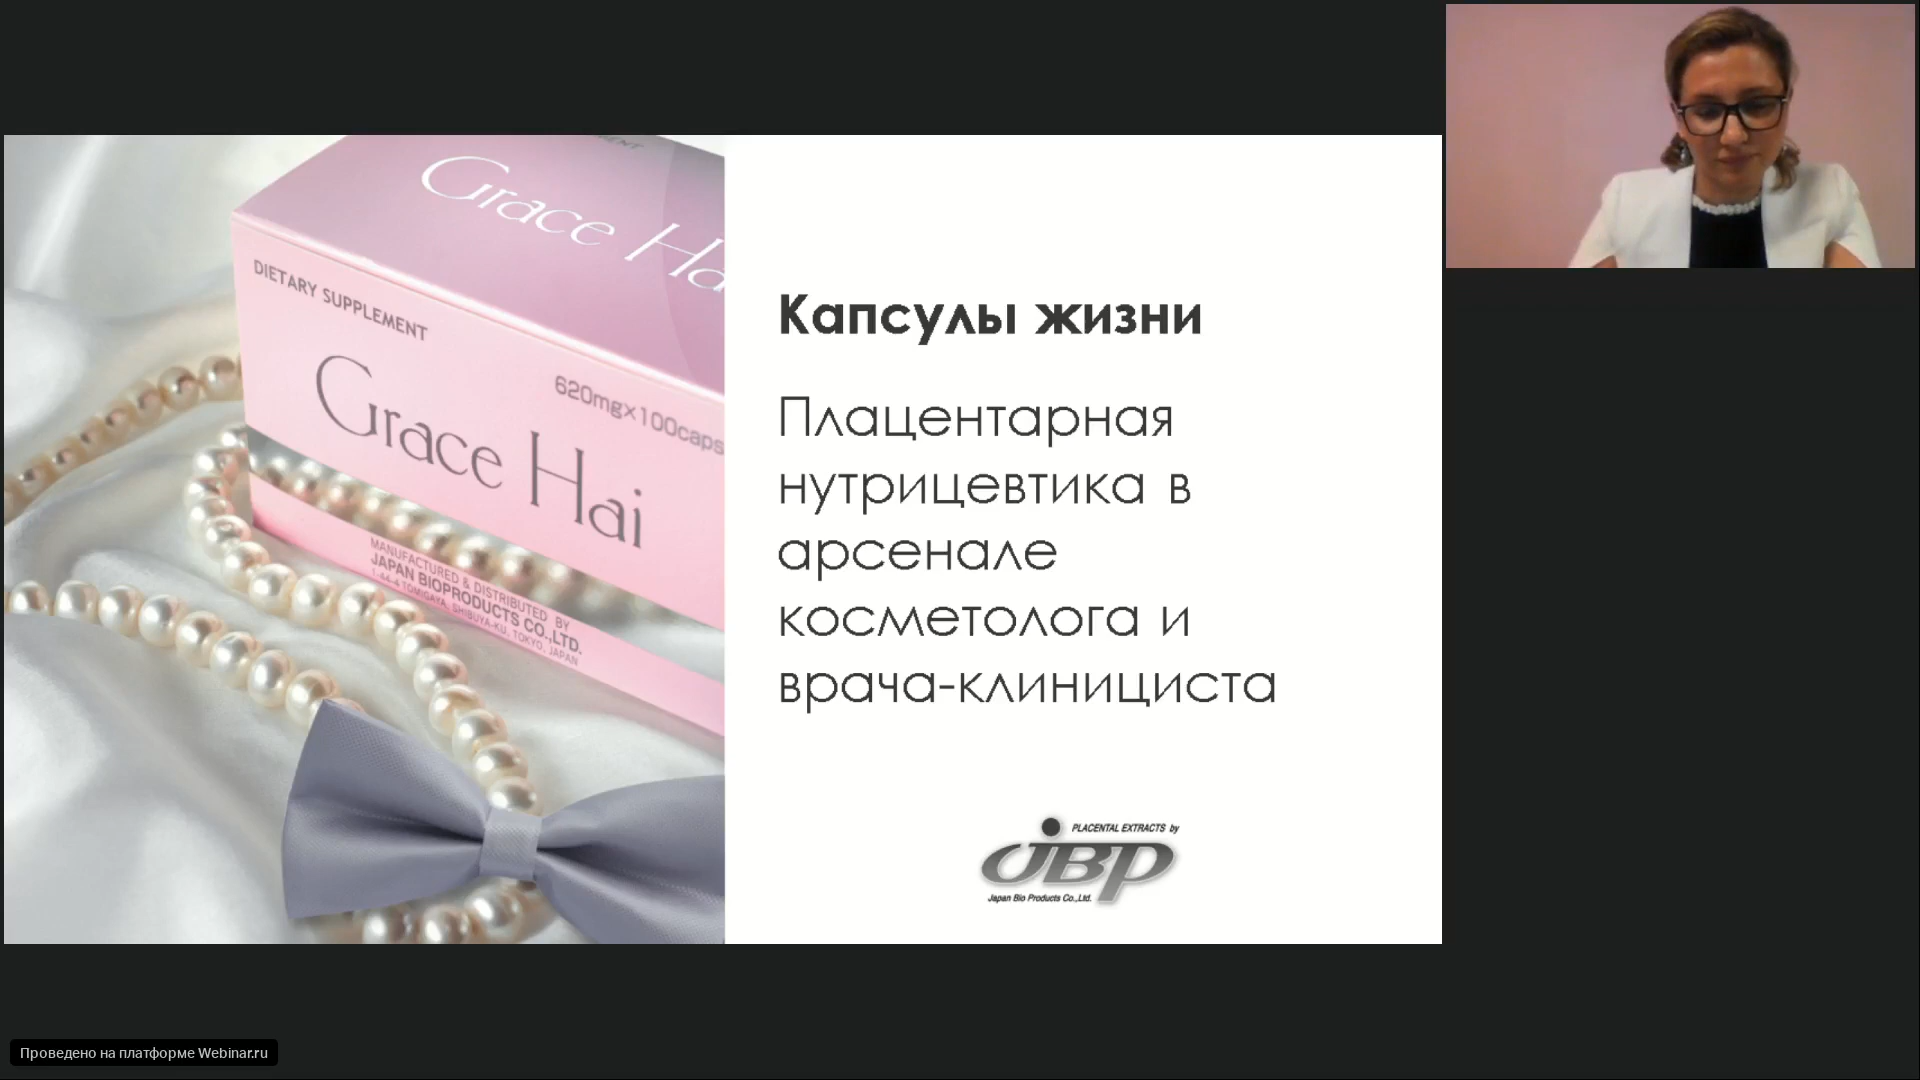 Grace Ha
DIETARY SUPPLEMENT
620mg×100caps
Grace Hai
MANUFACTURED & DISTRIBUTED BY
JAPAN BIOPRODUCTS CO.,LTD.
1-44-4 TOMIGAYA, SHIBUYA-KU, TOKYO, JAPAN
Капсулы жизни
Плацентарная
нутрицевтика в
арсенале
косметолога и
врача-клинициста
PLACENTAL EXTRACTS by
JBP
Japan Bio Products Co.,Ltd.
Проведено на платформе Webinar.ru